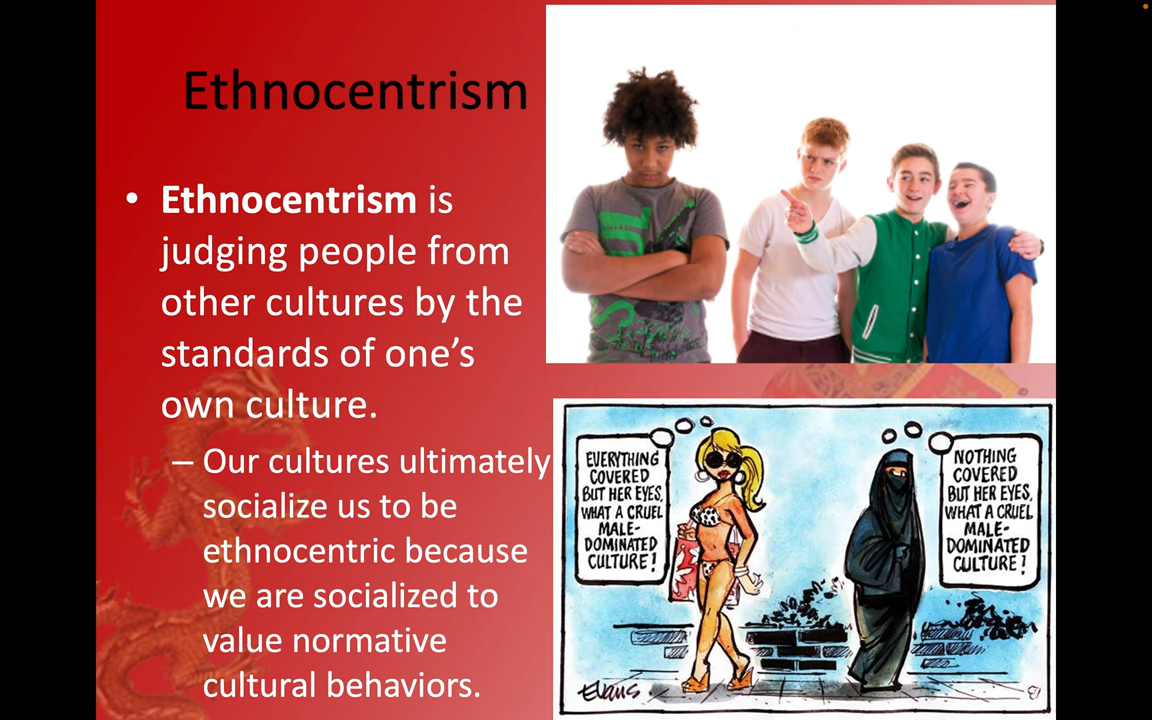 Ethnocentrism
• Ethnocentrism is
judging people from
other cultures by the
standards of one’s
own culture.
– Our cultures ultimately
socialize us to be
ethnocentric because
we are socialized to
value normative
cultural behaviors.
EVERYTHING
COVERED
BUT HER EYES,
WHAT A CRUEL
MALE-
DOMINATED
CULTURE!
NOTHING
COVERED
BUT HER EYES,
WHAT A CRUEL
MALE-
DOMINATED
CULTURE!
Evans